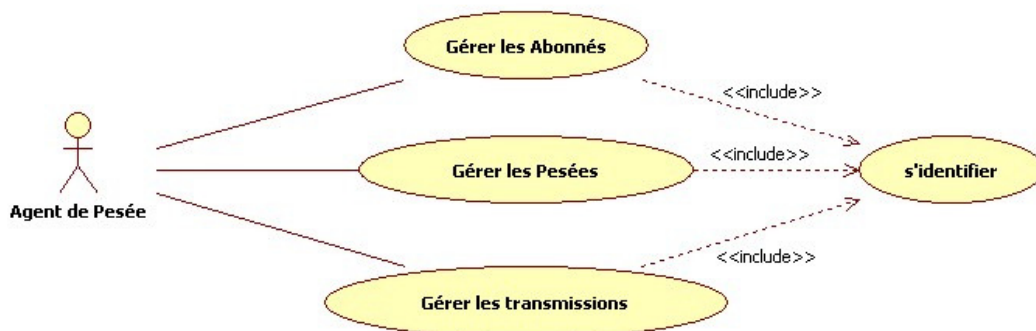 Gérer les Abonnés
<<include>>
Gérer les Pesées
<<include>>
s'identifier
Agent de Pesée
<<include>>
Gérer les transmissions